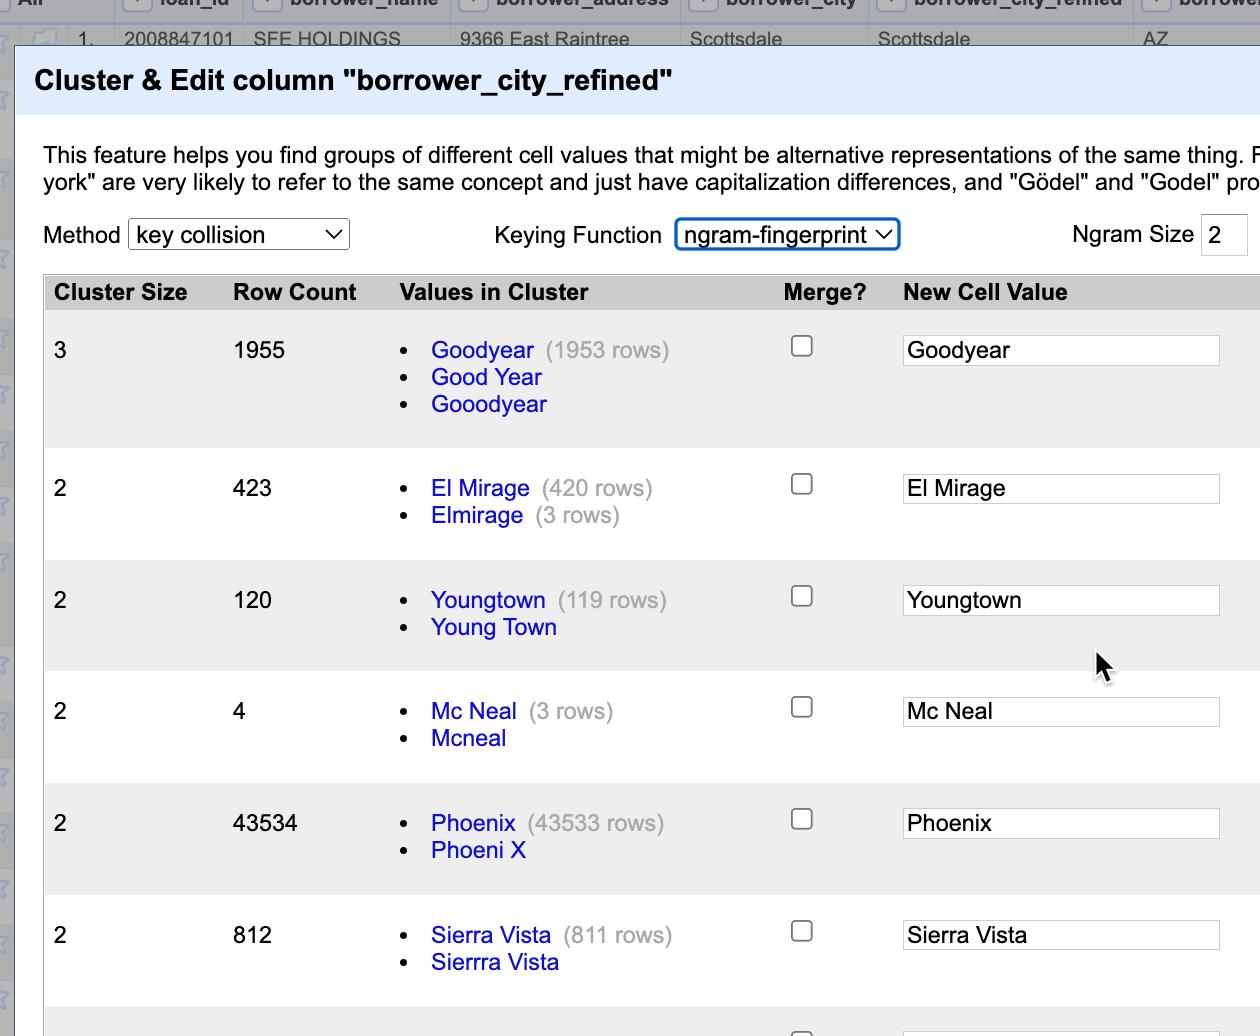 All loan_id borrower_name borrower_address borrower_city borrower_city_refined
1. 2008847101 SFE HOLDINGS 9366 East Raintree Scottsdale Scottsdale AZ
Cluster & Edit column "borrower_city_refined"
This feature helps you find groups of different cell values that might be alternative representations of the same thing. F
york" are very likely to refer to the same concept and just have capitalization differences, and "Gödel" and "Godel" pro
Method key collision Keying Function ngram-fingerprint Ngram Size 2
Cluster Size Row Count Values in Cluster Merge? New Cell Value
3 1955 • Goodyear (1953 rows) Goodyear
• Good Year
• Gooodyear
2 423 • El Mirage (420 rows) El Mirage
• Elmirage (3 rows)
2 120 • Youngtown (119 rows) Youngtown
• Young Town
2 4 • Mc Neal (3 rows) Mc Neal
• Mcneal
2 43534 • Phoenix (43533 rows) Phoenix
• Phoeni X
2 812 • Sierra Vista (811 rows) Sierra Vista
• Sierrra Vista